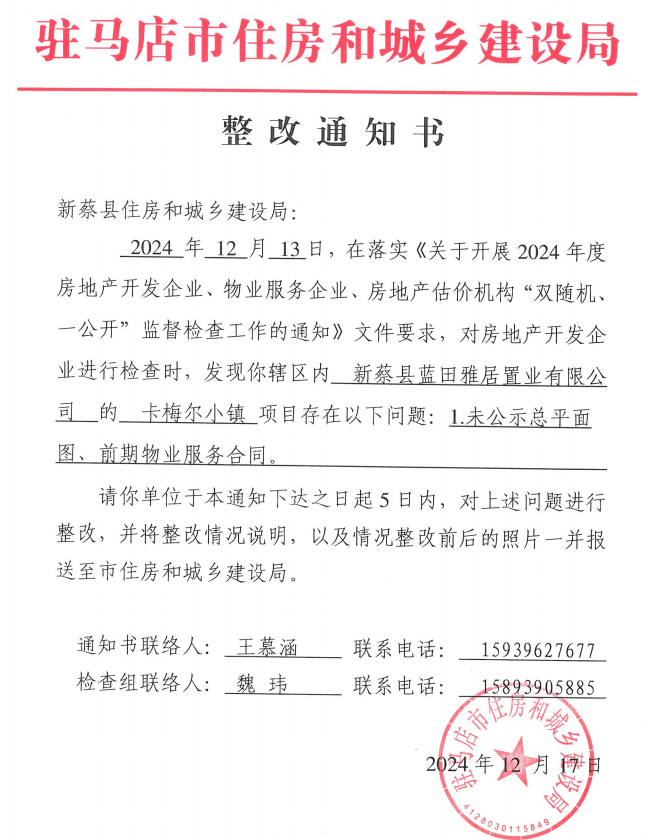 驻马店市住房和城乡建设局
整改通知书
新蔡县住房和城乡建设局：
2024 年 12 月 13 日，在落实《关于开展 2024 年度
房地产开发企业、物业服务企业、房地产估价机构“双随机、
一公开”监督检查工作的通知》文件要求，对房地产开发企
业进行检查时，发现你辖区内 新蔡县蓝田雅居置业有限公
司 的 卡梅尔小镇 项目存在以下问题：1.未公示总平面
图、前期物业服务合同。
请你单位于本通知下达之日起 5 日内，对上述问题进行
整改，并将整改情况说明，以及情况整改前后的照片一并报
送至市住房和城乡建设局。
通知书联络人：王慕涵 联系电话：15939627677
检查组联络人：魏 玮 联系电话：15893905885
驻马店市住房和城乡建设局
2024 年 12 月 17 日
4128030115849